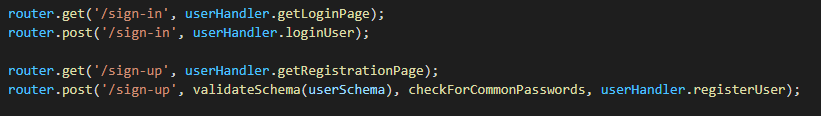 router.get('/sign-in', userHandler.getLoginPage);
router.post('/sign-in', userHandler.loginUser);
router.get('/sign-up', userHandler.getRegistrationPage);
router.post('/sign-up', validateSchema(userSchema), checkForCommonPasswords, userHandler.registerUser);